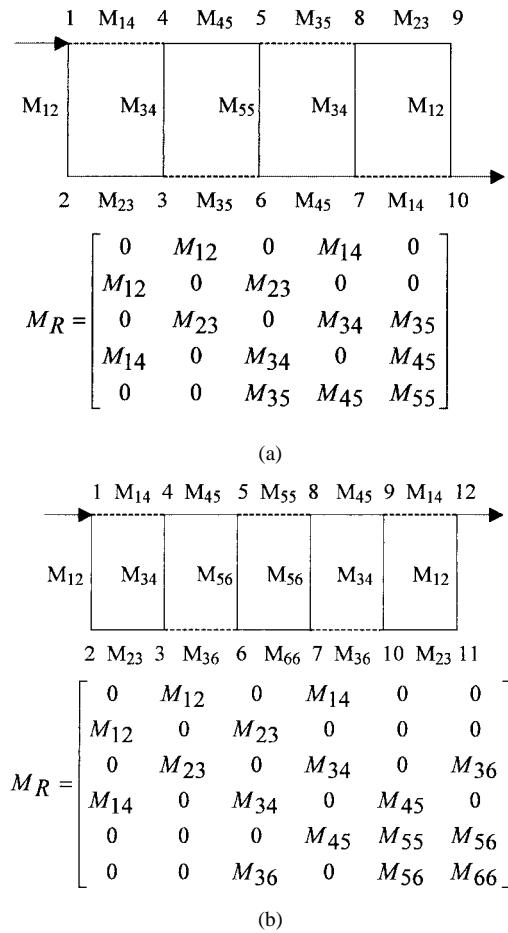 1 M14 4 M45 5 M35 8 M23 9
M12 M34 M55 M34 M12
2 M23 3 M35 6 M45 7 M14 10
M R =
0 M12 0 M14 0
M12 0 M23 0 0
0 M23 0 M34 M35
M14 0 M34 0 M45
0 0 M35 M45 M55
(a)
1 M14 4 M45 5 M55 8 M45 9 M14 12
M12 M34 M56 M56 M34 M12
2 M23 3 M36 6 M66 7 M36 10 M23 11
M R =
0 M12 0 M14 0 0
M12 0 M23 0 0 0
0 M23 0 M34 0 M36
M14 0 M34 0 M45 0
0 0 0 M45 M55 M56
0 0 M36 0 M56 M66
(b)